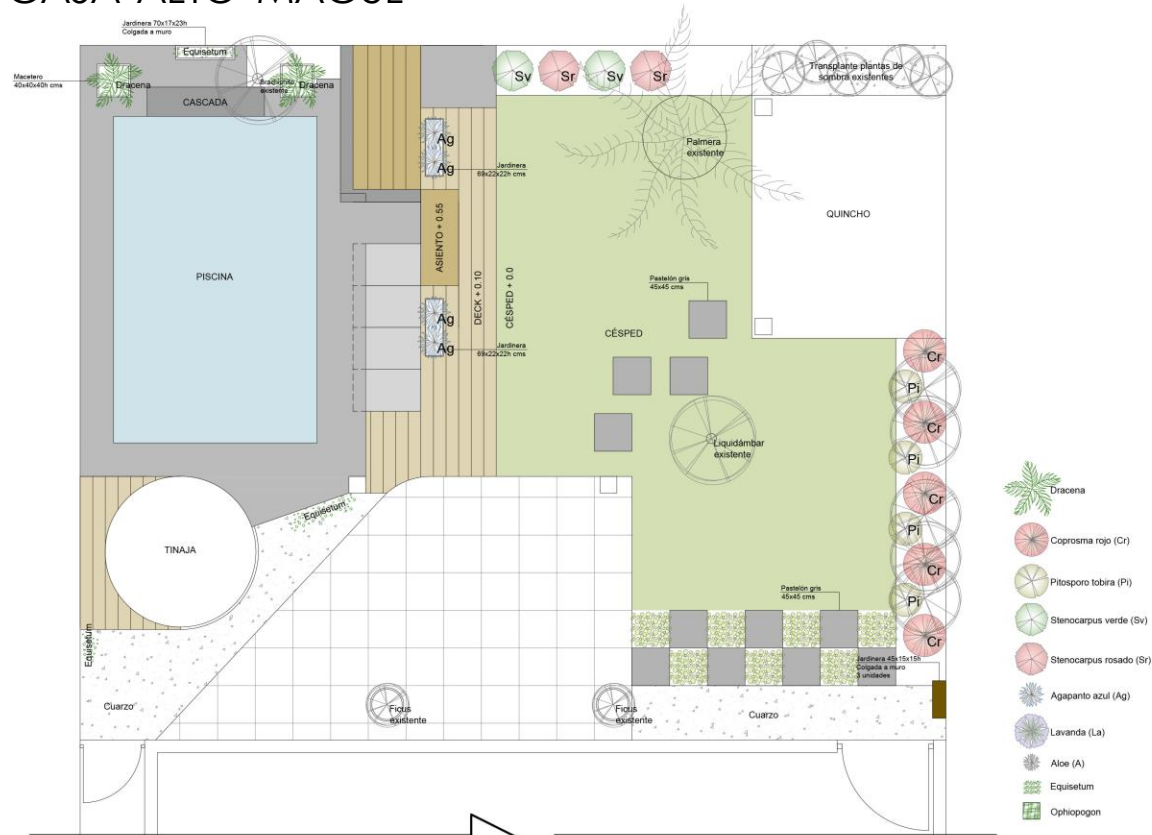 CASA ALTO MACUL
Jardinera 70x17x23h
Colgada a muro
Equisetum
Macetero
40x40x40h cms
Dracena
existente
Dracena
CASCADA
Sv
Sr
Sv
Sr
Transplante plantas de
sombra existentes
Ag
Ag
Jardinera
69x22x22h cms
Palmera
existente
QUINCHO
PISCINA
ASIENTO + 0.55
DECK + 0.10
CÉSPED + 0.0
Pastelón gris
45x45 cms
Ag
Ag
Jardinera
69x22x22h cms
CÉSPED
Cr
Pi
Cr
Pi
Cr
Pi
Cr
Pi
Cr
Liquidámbar
existente
Equisetum
TINAJA
Equisetum
Cuarzo
Pastelón gris
45x45 cms
Jardinera 45x15x15h
Colgada a muro
3 unidades
Ficus
existente
Ficus
existente
Cuarzo
Dracena
Coprosma rojo (Cr)
Pitosporo tobira (Pi)
Stenocarpus verde (Sv)
Stenocarpus rosado (Sr)
Agapanto azul (Ag)
Lavanda (La)
Aloe (A)
Equisetum
Ophiopogon